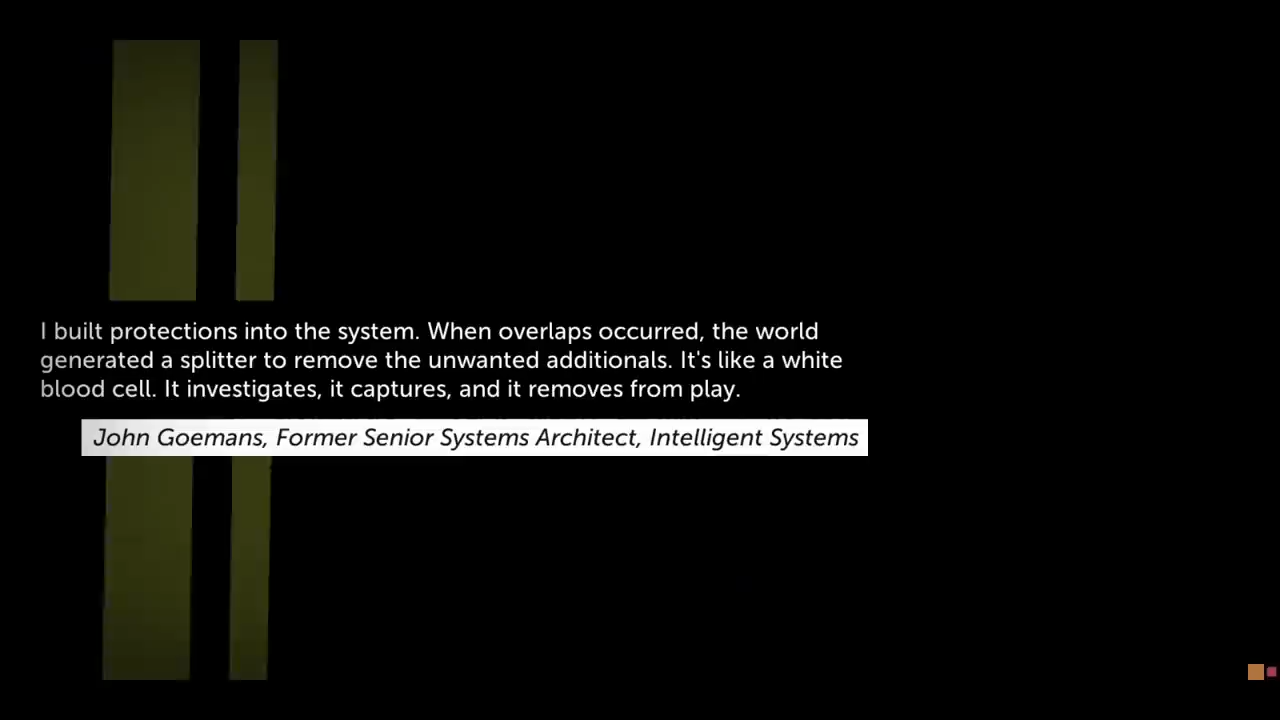 I built protections into the system. When overlaps occurred, the world
generated a splitter to remove the unwanted additionals. It's like a white
blood cell. It investigates, it captures, and it removes from play.
John Goemans, Former Senior Systems Architect, Intelligent Systems